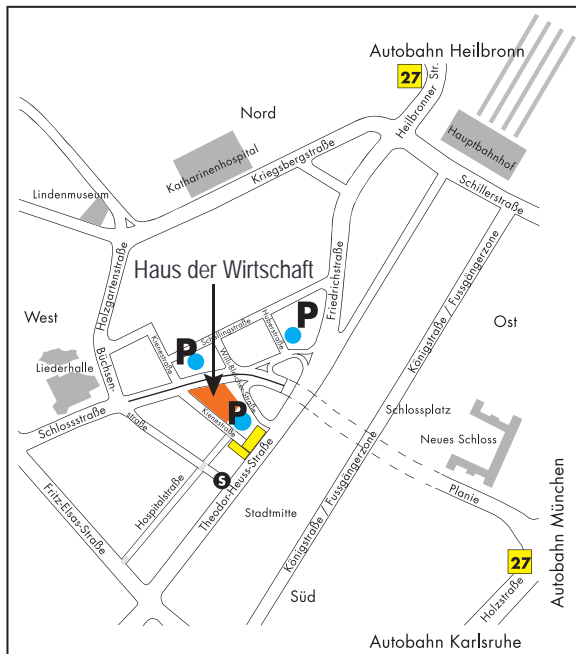 Autobahn Heilbronn
27
Heilbronner Str.
Nord
Hauptbahnhof
Katharinenhospital
Kriegsbergstraße
Schillerstraße
Lindenmuseum
Holzgartenstraße
Haus der Wirtschaft
Friedrichstraße
Königstraße / Fussgängerzone
West
Ost
P
Huberstraße
Schellingstraße
Kienestraße
P
Büchsen-
Liederhalle
Schlossplatz
Schlossstraße
Neues Schloss
P
Kienestraße
straße
S
Hospitalstraße
Theodor-Heuss-Straße
Planie
Stadtmitte
Fritz-Elsas-Straße
Königstraße / Fussgängerzone
Autobahn München
27
Süd
Holzstraße
Autobahn Karlsruhe